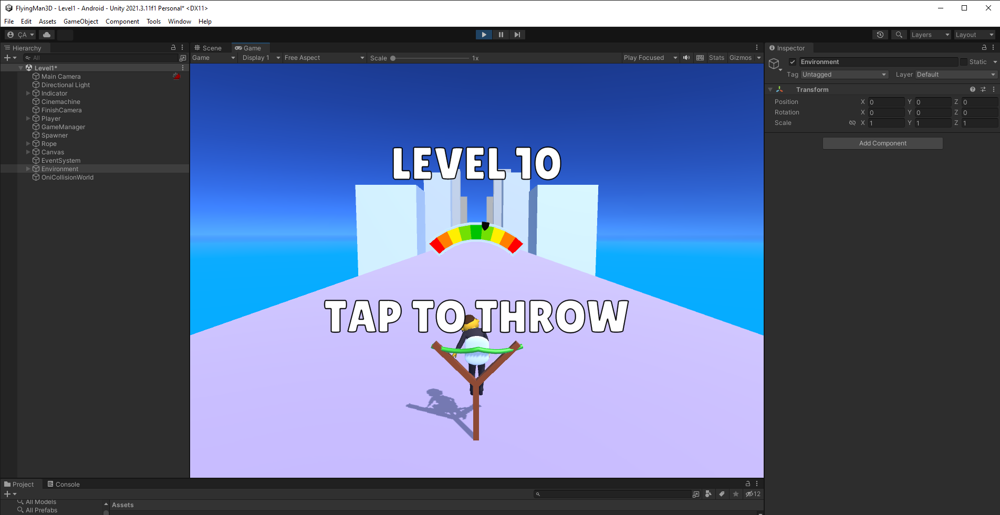 FlyingMan3D - Level1 - Android - Unity 2021.3.11f1 Personal* <DX11>
File Edit Assets GameObject Component Tools Window Help
ÇA Layers Layout
Hierarchy
All
Level1*
Main Camera
Directional Light
Indicator
Cinemachine
FinishCamera
Player
GameManager
Spawner
Rope
Canvas
EventSystem
Environment
OniCollisionWorld
Scene Game
Game Display 1 Free Aspect Scale 1x Play Focused Stats Gizmos
LEVEL 10
TAP TO THROW
Inspector
Environment Static
Tag Untagged Layer Default
Transform
Position X 0 Y 0 Z 0
Rotation X 0 Y 0 Z 0
Scale X 1 Y 1 Z 1
Add Component
Project Console
12
All Models
All Prefabs
Assets